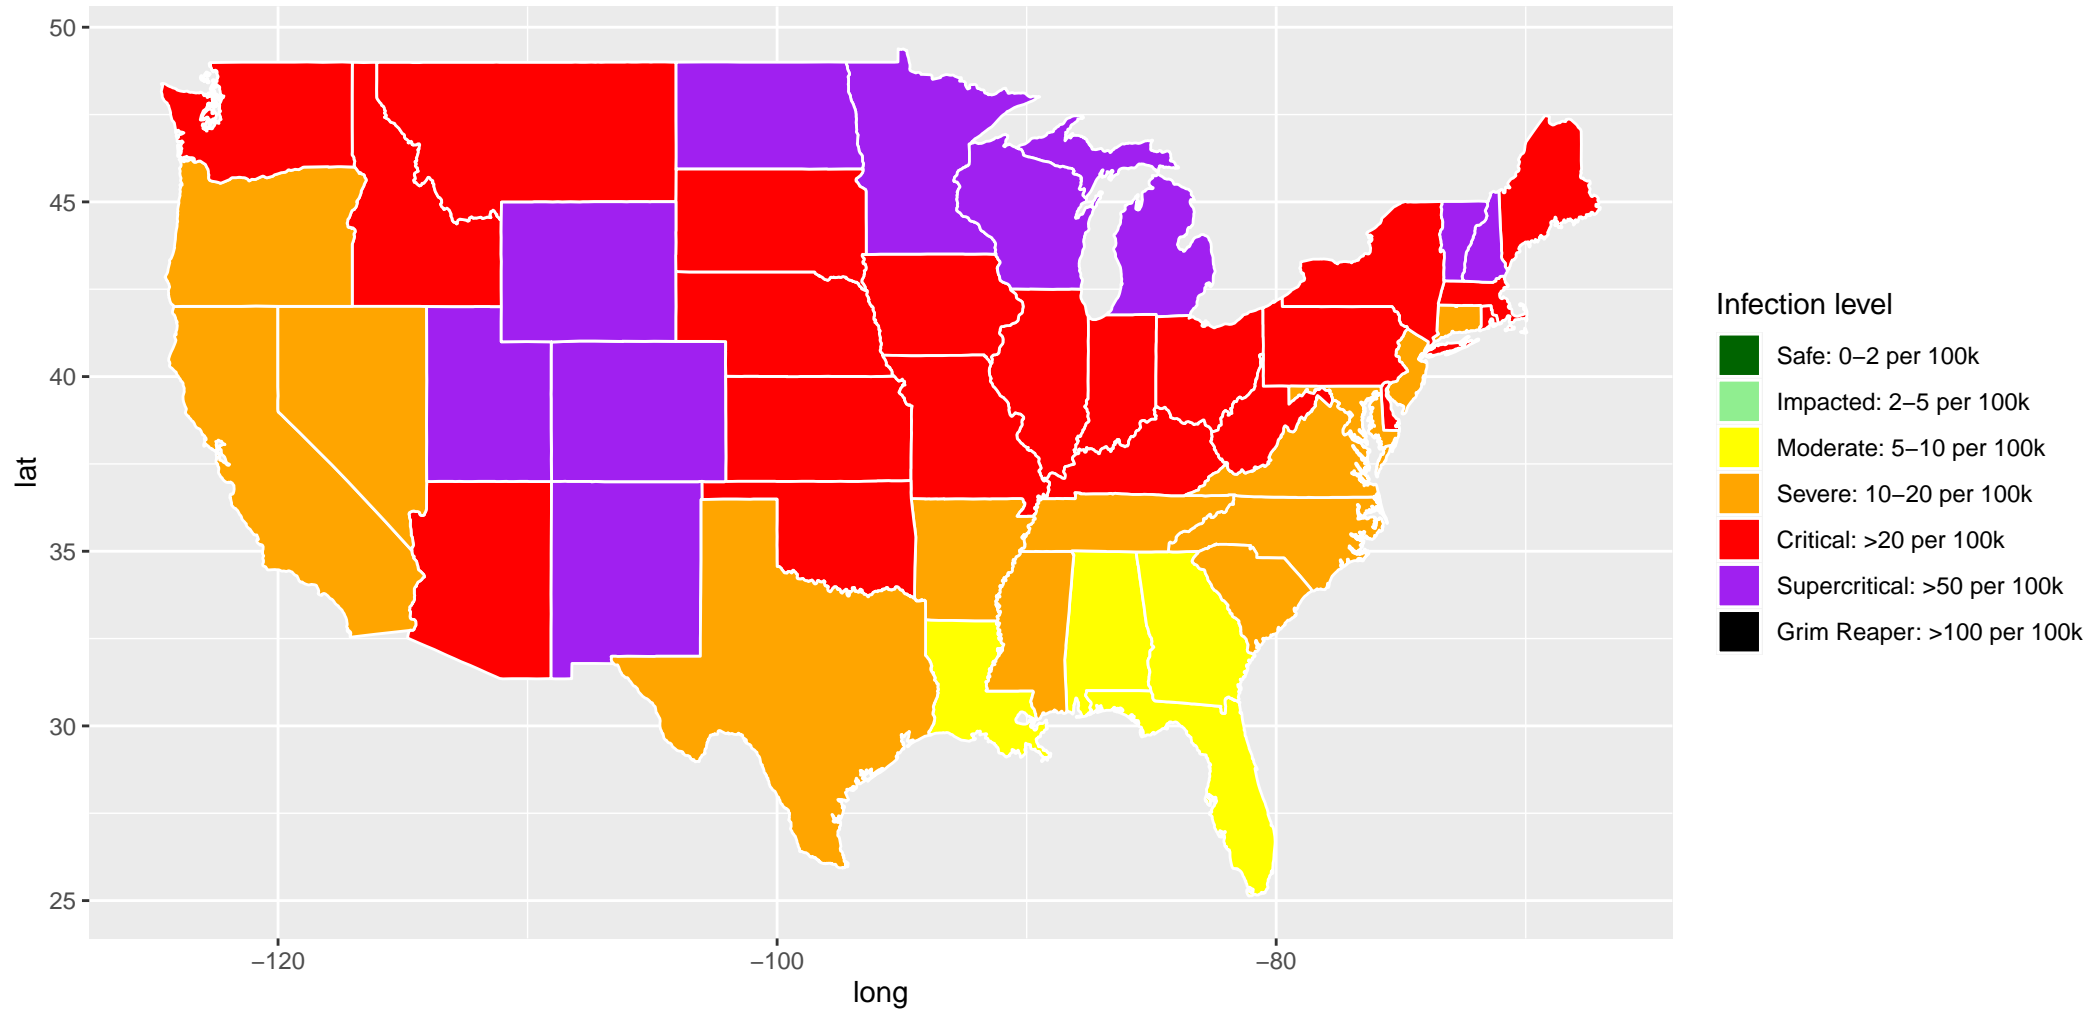 50
45
40
35
30
25
lat
−120
−100
−80
long
Infection level
Safe: 0−2 per 100k
Impacted: 2−5 per 100k
Moderate: 5−10 per 100k
Severe: 10−20 per 100k
Critical: >20 per 100k
Supercritical: >50 per 100k
Grim Reaper: >100 per 100k